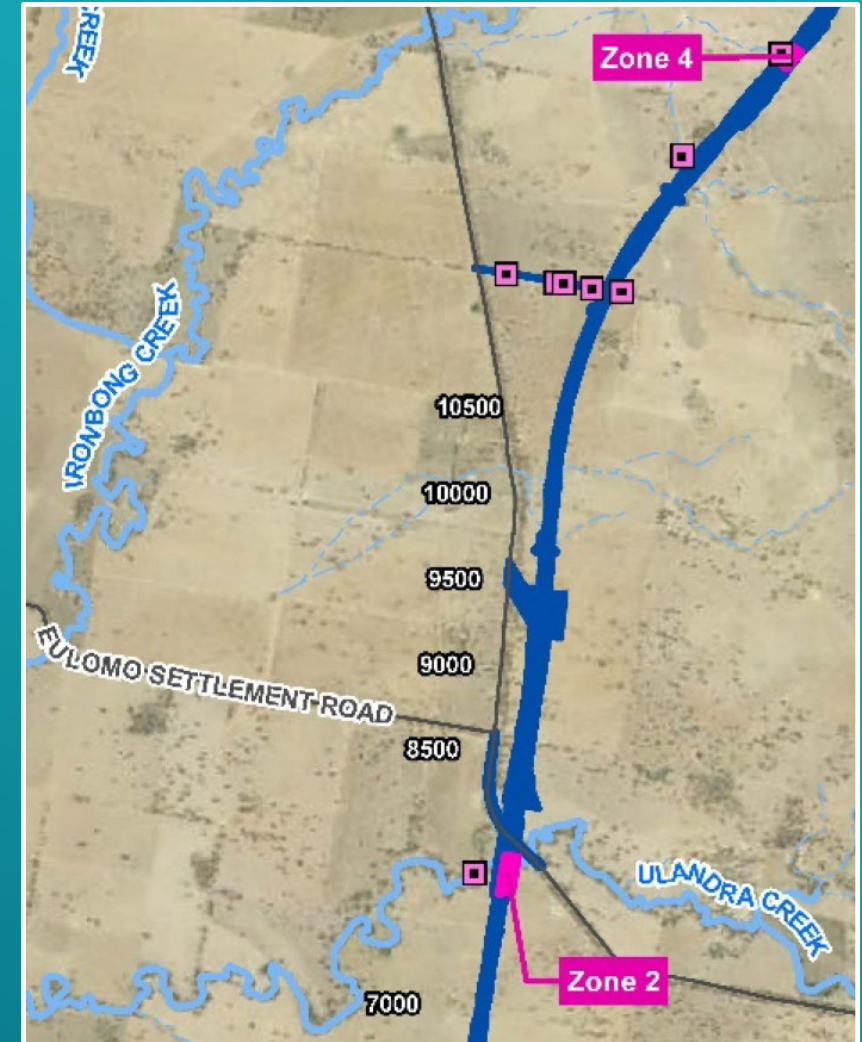 CREEK
Zone 4
IRONBONG CREEK
10500
10000
9500
9000
EULOMO SETTLEMENT ROAD
8500
ULANDRA CREEK
Zone 2
7000